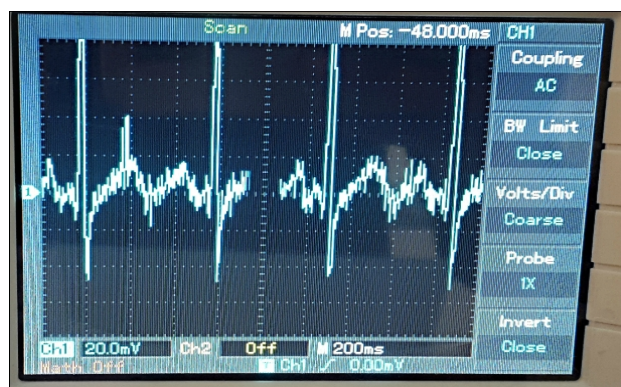 Scan M Pos: -48.000ms CH1
Coupling
AC
BW Limit
Close
1
Volts/Div
Coarse
Probe
1X
Invert
Close
Ch1 20.0mV Ch2 Off M 200ms
Math Off Ch1 0.00mV